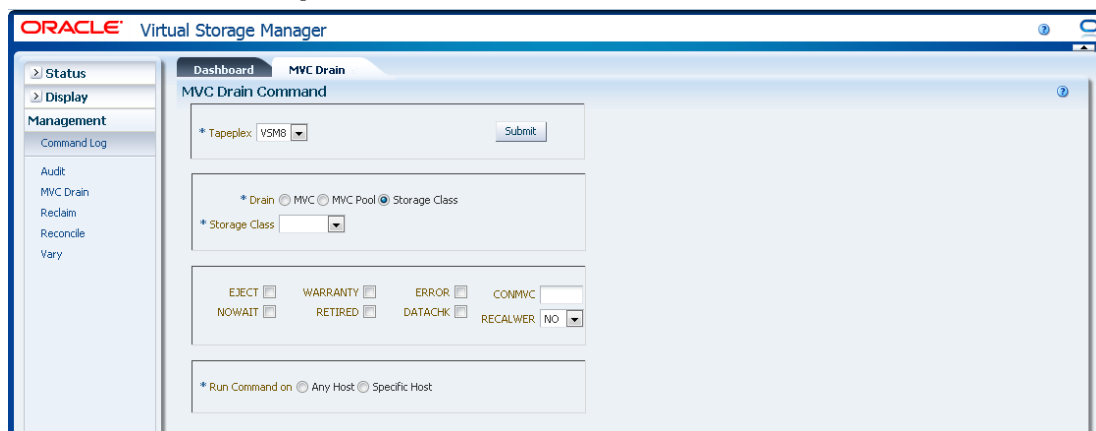 ORACLE Virtual Storage Manager
Status
Display
Management
Command Log
Audit
MVC Drain
Reclaim
Reconcile
Vary
Dashboard MVC Drain
MVC Drain Command
* Tapeplex VSM8 Submit
* Drain MVC MVC Pool Storage Class
* Storage Class
EJECT WARRANTY ERROR CONMVC
NOWAIT RETIRED DATACHK RECALWER NO
* Run Command on Any Host Specific Host